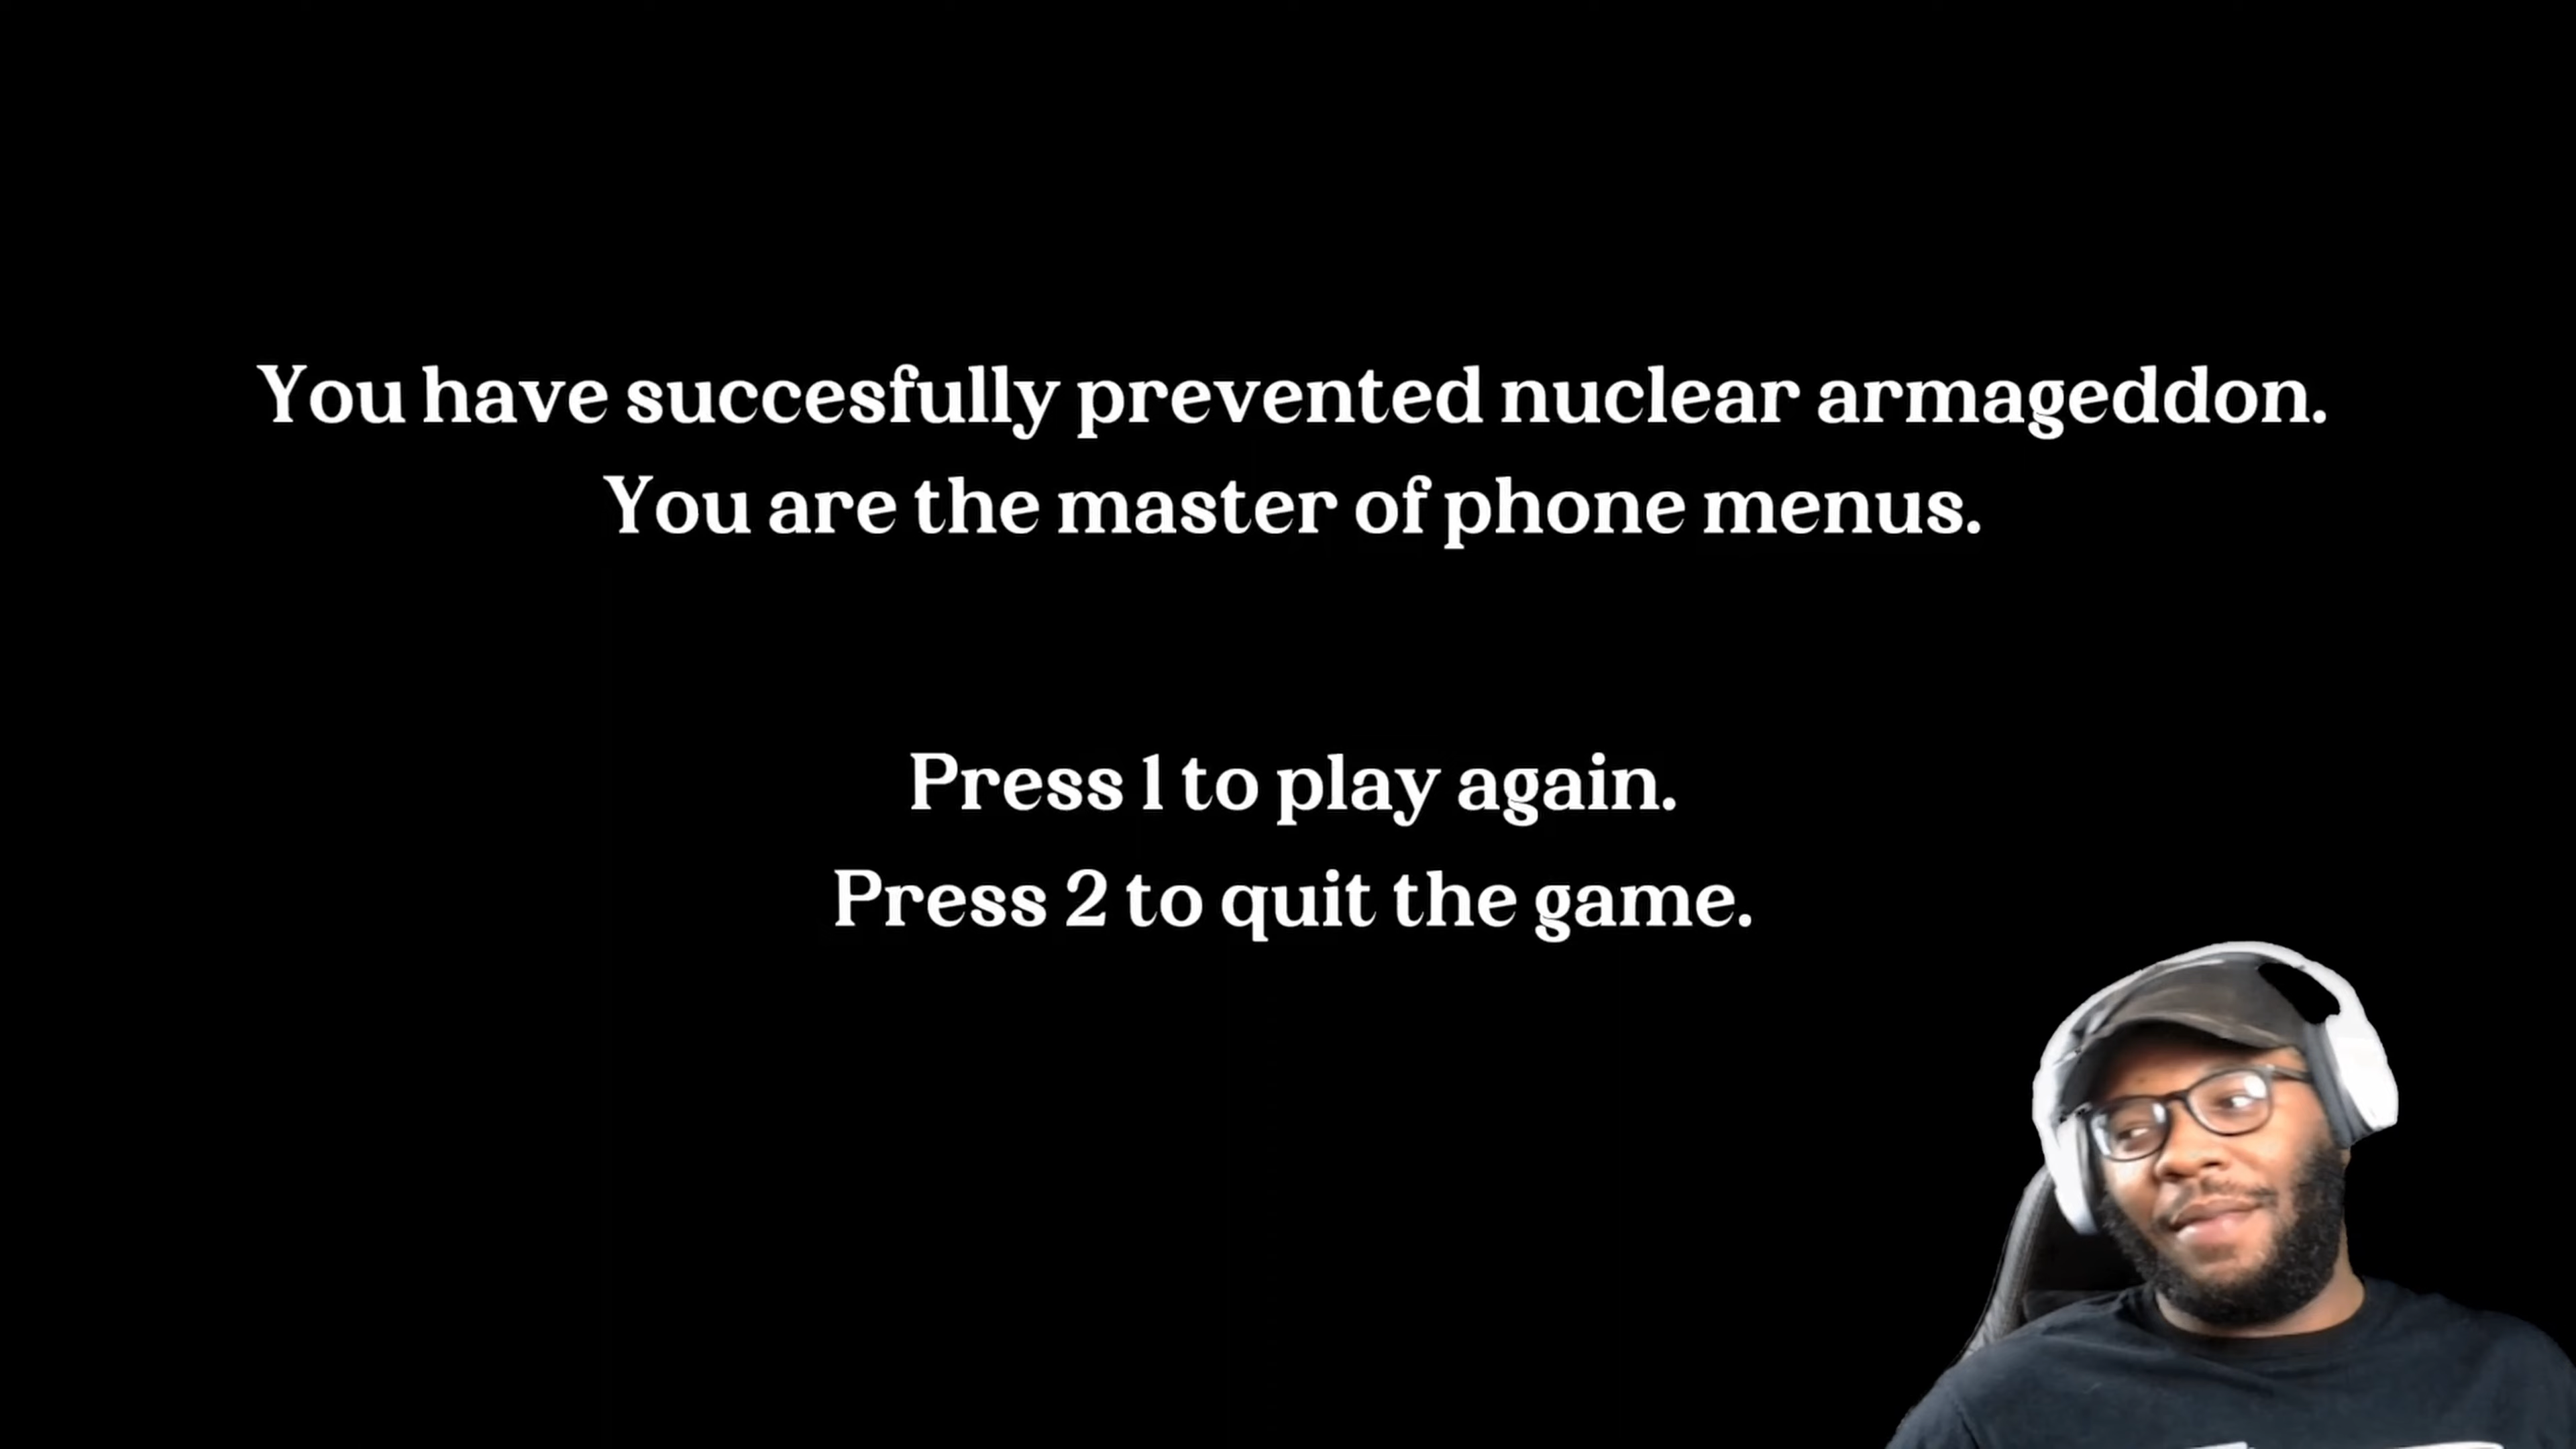 You have succesfully prevented nuclear armageddon.
You are the master of phone menus.
Press 1 to play again.
Press 2 to quit the game.